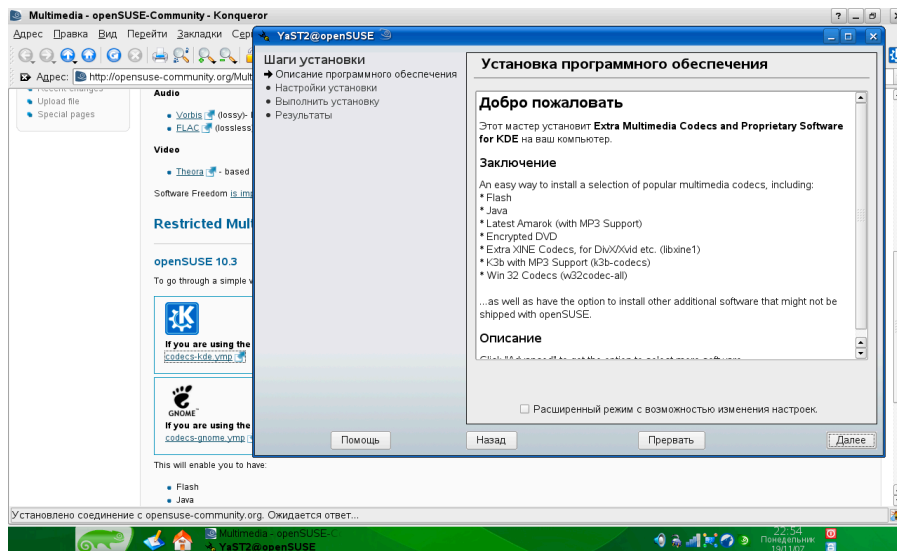 Multimedia - openSUSE-Community - Konqueror
Адрес Правка Вид Перейти Закладки
Адрес: http://opensuse-community.org/Mult
Upload file
Special pages
Audio
Vorbis (lossy)-
FLAC (lossless
Video
Theora - based
Software Freedom is imp
Restricted Mult
openSUSE 10.3
To go through a simple
If you are using the
codecs-kde.ymp
GNOME
If you are using the
codecs-gnome.ymp
This will enable you to have:
Flash
Java
YaST2@openSUSE
Шаги установки
Описание программного обеспечения
Настройки установки
Выполнить установку
Результаты
Установка программного обеспечения
Добро пожаловать
Этот мастер установит Extra Multimedia Codecs and Proprietary Software
for KDE на ваш компьютер.
Заключение
An easy way to install a selection of popular multimedia codecs, including:
* Flash
* Java
* Latest Amarok (with MP3 Support)
* Encrypted DVD
* Extra XINE Codecs, for DivX/Xvid etc. (libxine1)
* K3b with MP3 Support (k3b-codecs)
* Win 32 Codecs (w32codec-all)
...as well as have the option to install other additional software that might not be
shipped with openSUSE.
Описание
Расширенный режим с возможностью изменения настроек.
Помощь
Назад
Прервать
Далее
Установлено соединение с opensuse-community.org. Ожидается ответ...
Multimedia - openSUSE-C
YaST2@openSUSE
22:54
Понедельник
19/11/07